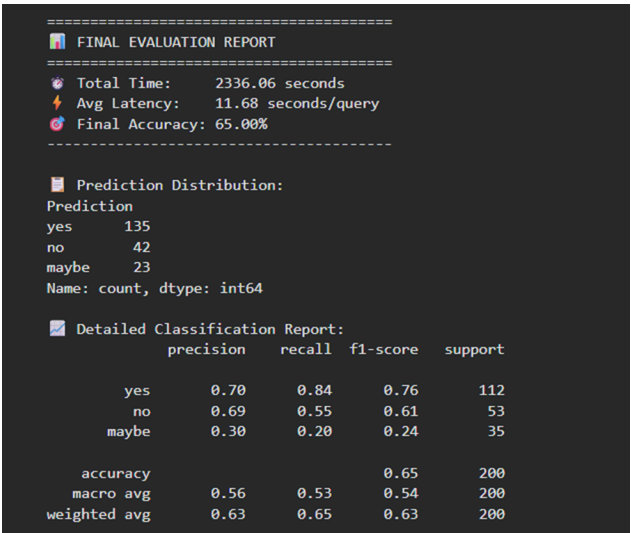 ========================================
📊 FINAL EVALUATION REPORT
========================================
⏱️ Total Time:     2336.06 seconds
⚡ Avg Latency:    11.68 seconds/query
🎯 Final Accuracy: 65.00%
----------------------------------------
📋 Prediction Distribution:
Prediction
yes      135
no        42
maybe     23
Name: count, dtype: int64
📈 Detailed Classification Report:
              precision    recall  f1-score   support
         yes       0.70      0.84      0.76       112
          no       0.69      0.55      0.61        53
       maybe       0.30      0.20      0.24        35
    accuracy                           0.65       200
   macro avg       0.56      0.53      0.54       200
weighted avg       0.63      0.65      0.63       200